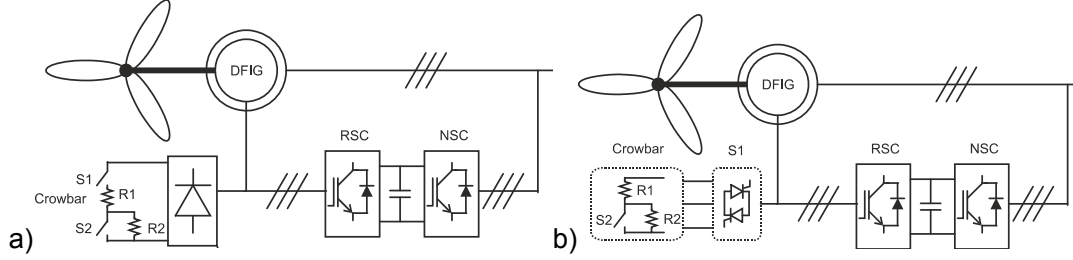 DFIG
RSC
NSC
S1
R1
Crowbar
S2
R2
a)
DFIG
Crowbar
S1
RSC
NSC
R1
S2
R2
b)